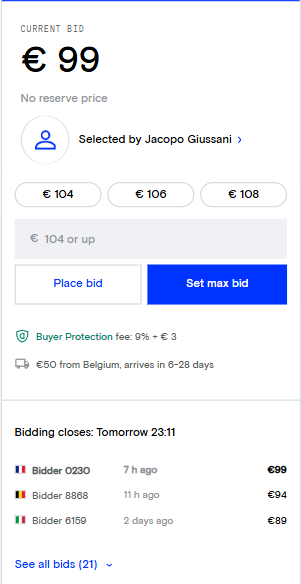 CURRENT BID
€ 99
No reserve price
Selected by Jacopo Giussani
€ 104 € 106 € 108
€ 104 or up
Place bid Set max bid
Buyer Protection fee: 9% + € 3
€50 from Belgium, arrives in 6-28 days
Bidding closes: Tomorrow 23:11
Bidder 0230 7 h ago €99
Bidder 8868 11 h ago €94
Bidder 6159 2 days ago €89
See all bids (21)